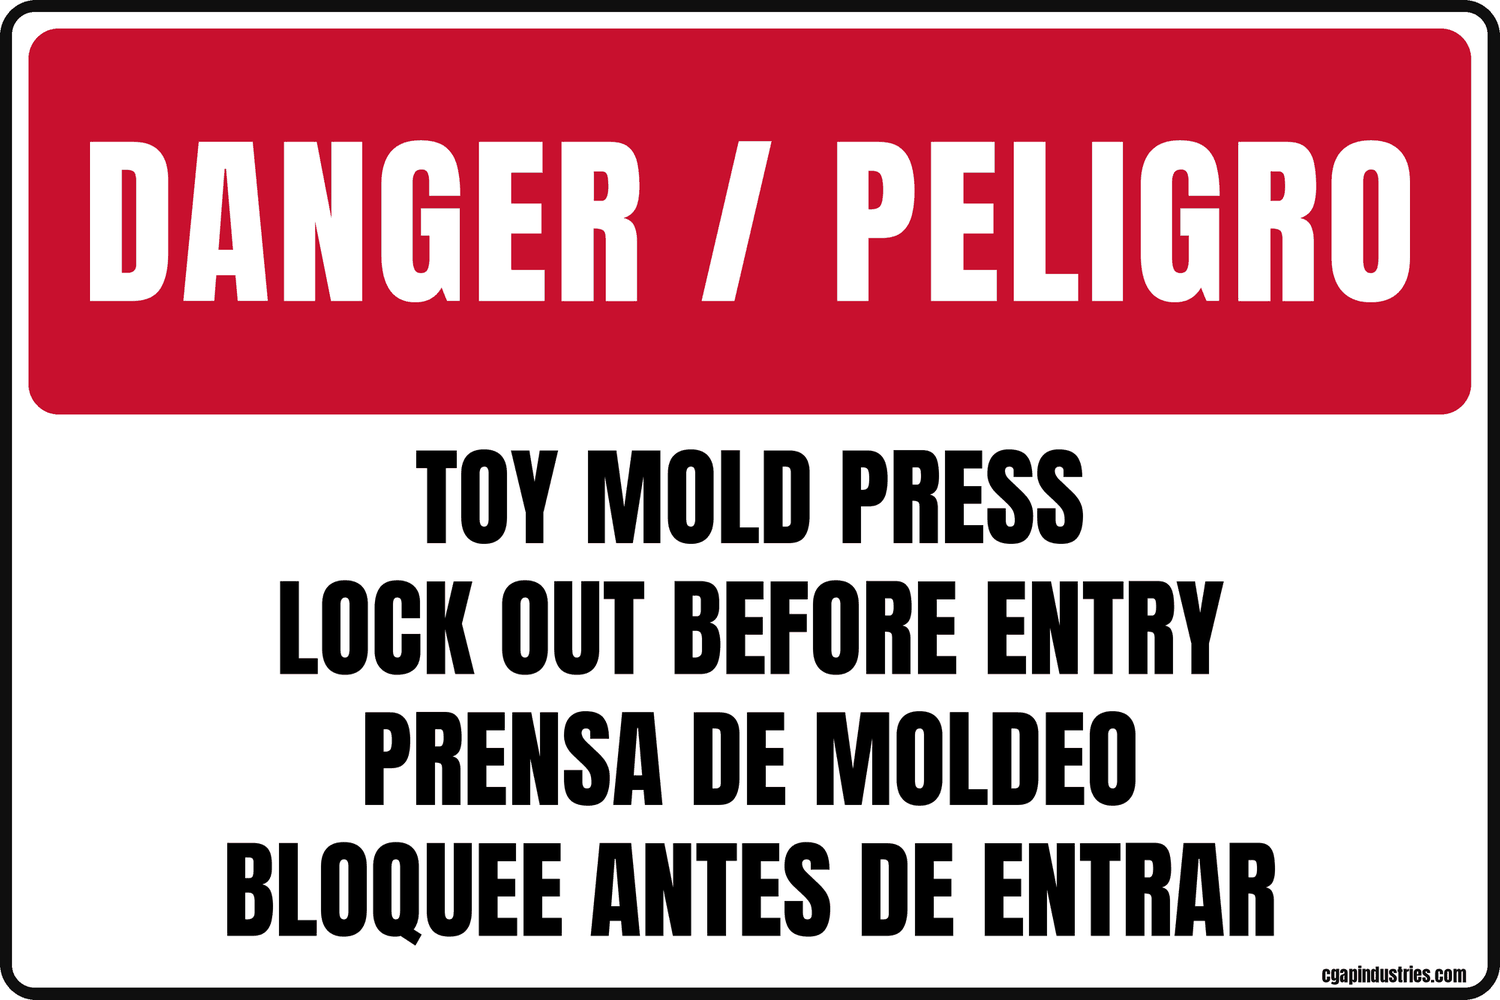 DANGER / PELIGRO
TOY MOLD PRESS
LOCK OUT BEFORE ENTRY
PRENSA DE MOLDEO
BLOQUEE ANTES DE ENTRAR
cgapindustries.com